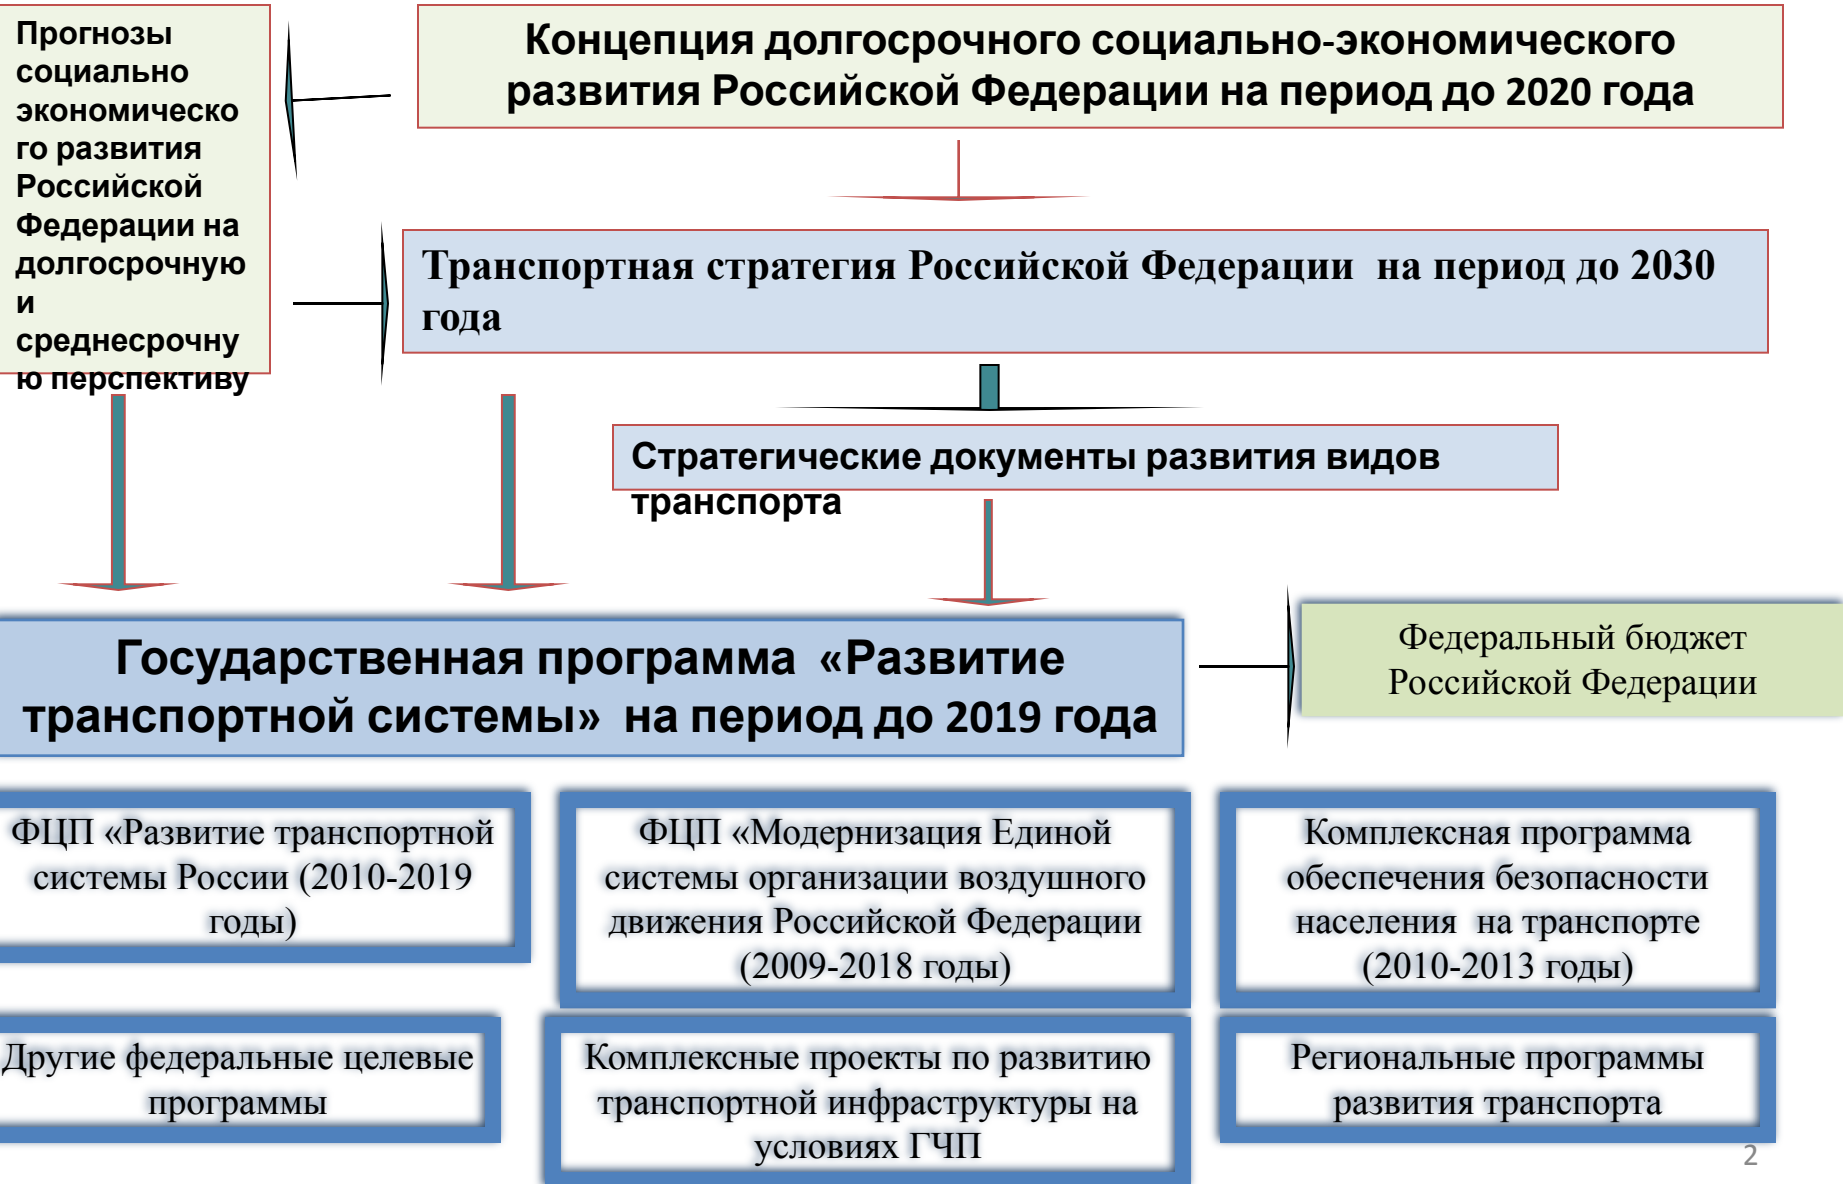 Прогнозы
социально
экономическо
го развития
Российской
Федерации на
долгосрочную
и
среднесрочну
ю перспективу
Концепция долгосрочного социально-экономического
развития Российской Федерации на период до 2020 года
Транспортная стратегия Российской Федерации на период до 2030
года
Стратегические документы развития видов
транспорта
Государственная программа «Развитие
транспортной системы» на период до 2019 года
Федеральный бюджет
Российской Федерации
ФЦП «Развитие транспортной
системы России (2010-2019
годы)
ФЦП «Модернизация Единой
системы организации воздушного
движения Российской Федерации
(2009-2018 годы)
Комплексная программа
обеспечения безопасности
населения на транспорте
(2010-2013 годы)
Другие федеральные целевые
программы
Комплексные проекты по развитию
транспортной инфраструктуры на
условиях ГЧП
Региональные программы
развития транспорта
2